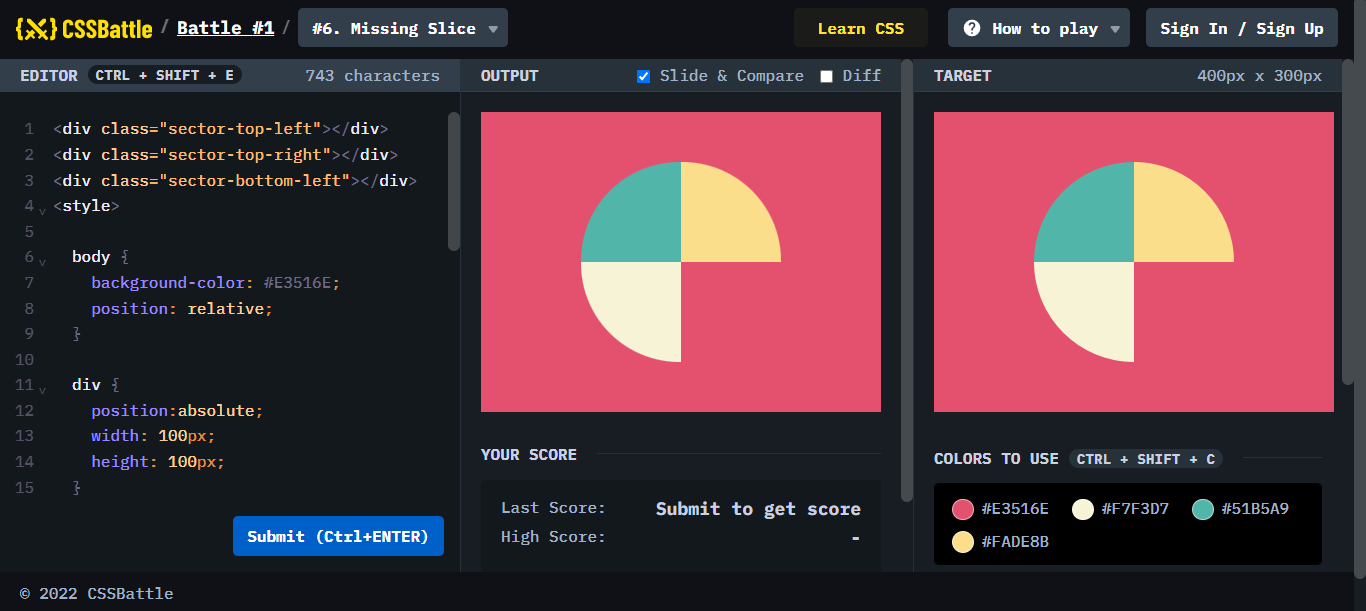 {X} CSSBattle / Battle #1 / #6. Missing Slice ▼ Learn CSS ? How to play ▼ Sign In / Sign Up
EDITOR CTRL + SHIFT + E 743 characters
1 <div class="sector-top-left"></div>
2 <div class="sector-top-right"></div>
3 <div class="sector-bottom-left"></div>
4 <style>
5
6 body {
7 background-color: #E3516E;
8 position: relative;
9 }
10
11 div {
12 position:absolute;
13 width: 100px;
14 height: 100px;
15 }
Submit (Ctrl+ENTER)
OUTPUT Slide & Compare Diff
YOUR SCORE
Last Score: Submit to get score
High Score: -
TARGET 400px x 300px
COLORS TO USE CTRL + SHIFT + C
#E3516E #F7F3D7 #51B5A9
#FADE8B
© 2022 CSSBattle